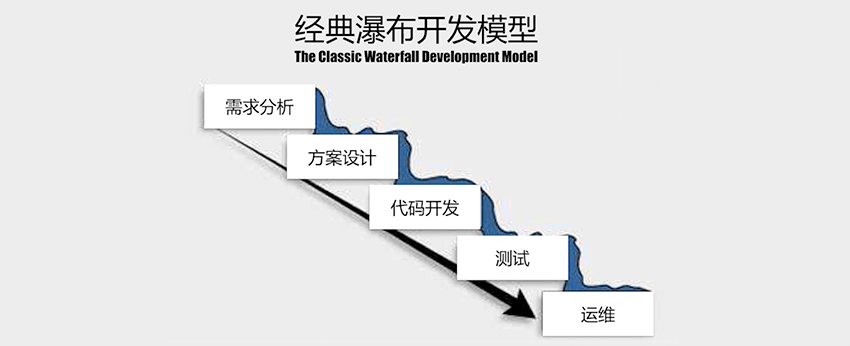 经典瀑布开发模型
The Classic Waterfall Development Model
需求分析
方案设计
代码开发
测试
运维